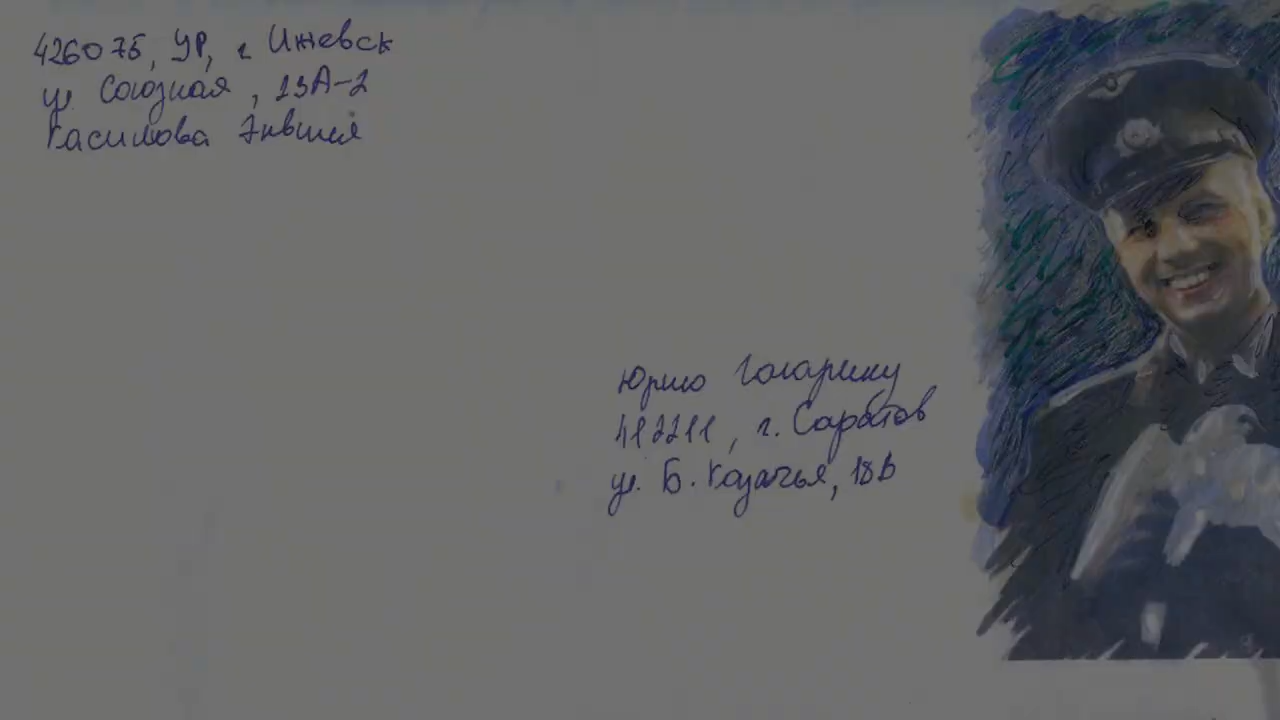 426075, УР, г. Ижевск
ул. Союзная, 13А-2
Касимова
Юрию Гагарину
412211, г. Саратов
ул. Б. Казачья, 18В